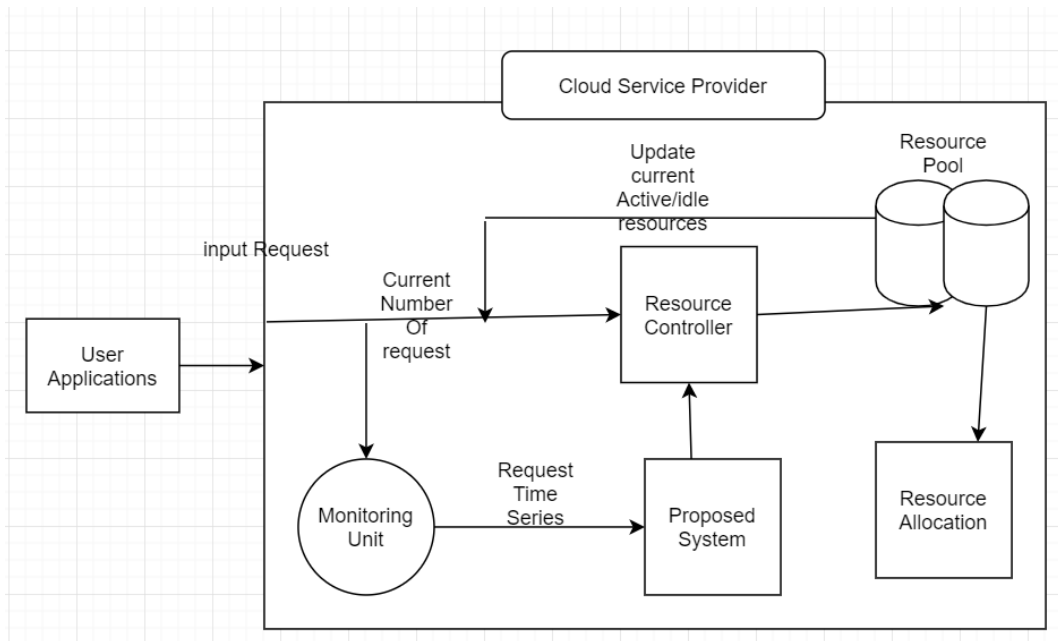 Cloud Service Provider
Update
current
Active/idle
resources
Resource
Pool
input Request
Current
Number
Of
request
Resource
Controller
User
Applications
Monitoring
Unit
Request
Time
Series
Proposed
System
Resource
Allocation